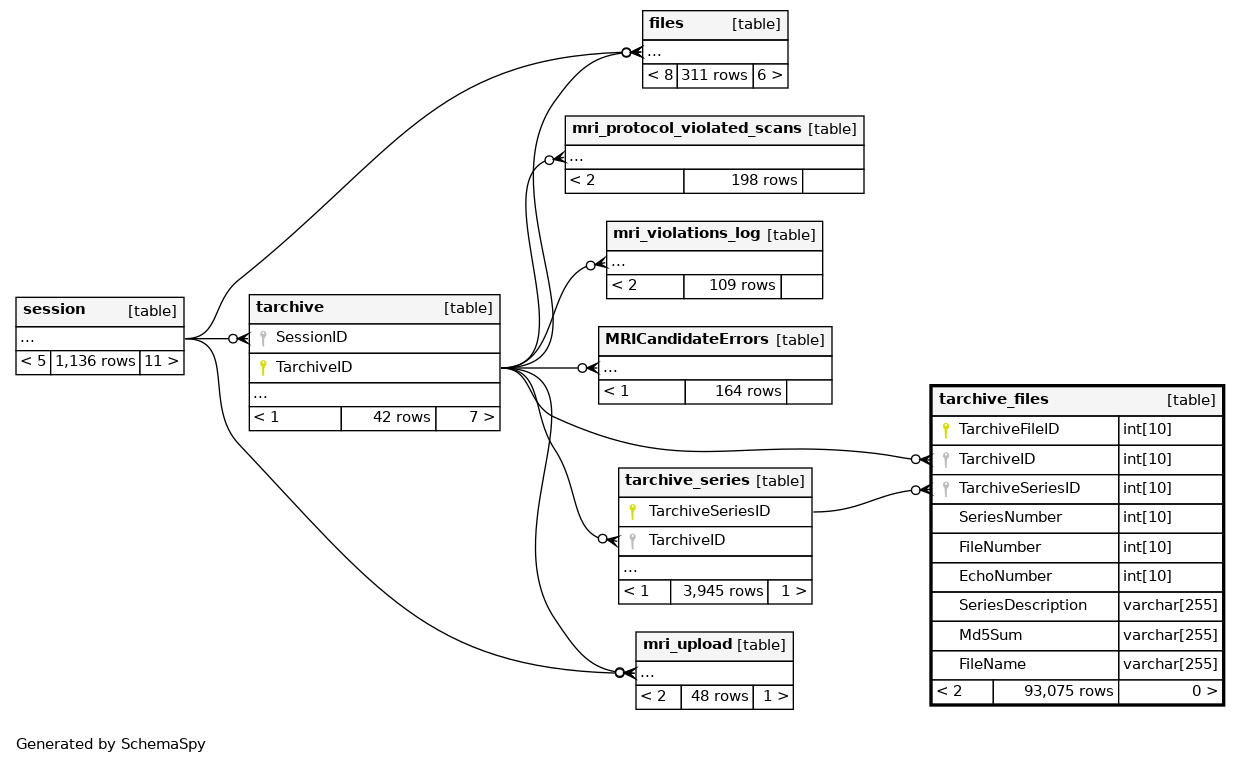 files [table]
...
< 8 311 rows 6 >
mri_protocol_violated_scans [table]
...
< 2 198 rows
mri_violations_log [table]
...
< 2 109 rows
session [table]
...
< 5 1,136 rows 11 >
tarchive [table]
SessionID
TarchiveID
...
< 1 42 rows 7 >
MRICandidateErrors [table]
...
< 1 164 rows
tarchive_files [table]
TarchiveFileID int[10]
TarchiveID int[10]
TarchiveSeriesID int[10]
SeriesNumber int[10]
FileNumber int[10]
EchoNumber int[10]
SeriesDescription varchar[255]
Md5Sum varchar[255]
FileName varchar[255]
< 2 93,075 rows 0 >
tarchive_series [table]
TarchiveSeriesID
TarchiveID
...
< 1 3,945 rows 1 >
mri_upload [table]
...
< 2 48 rows 1 >
Generated by SchemaSpy